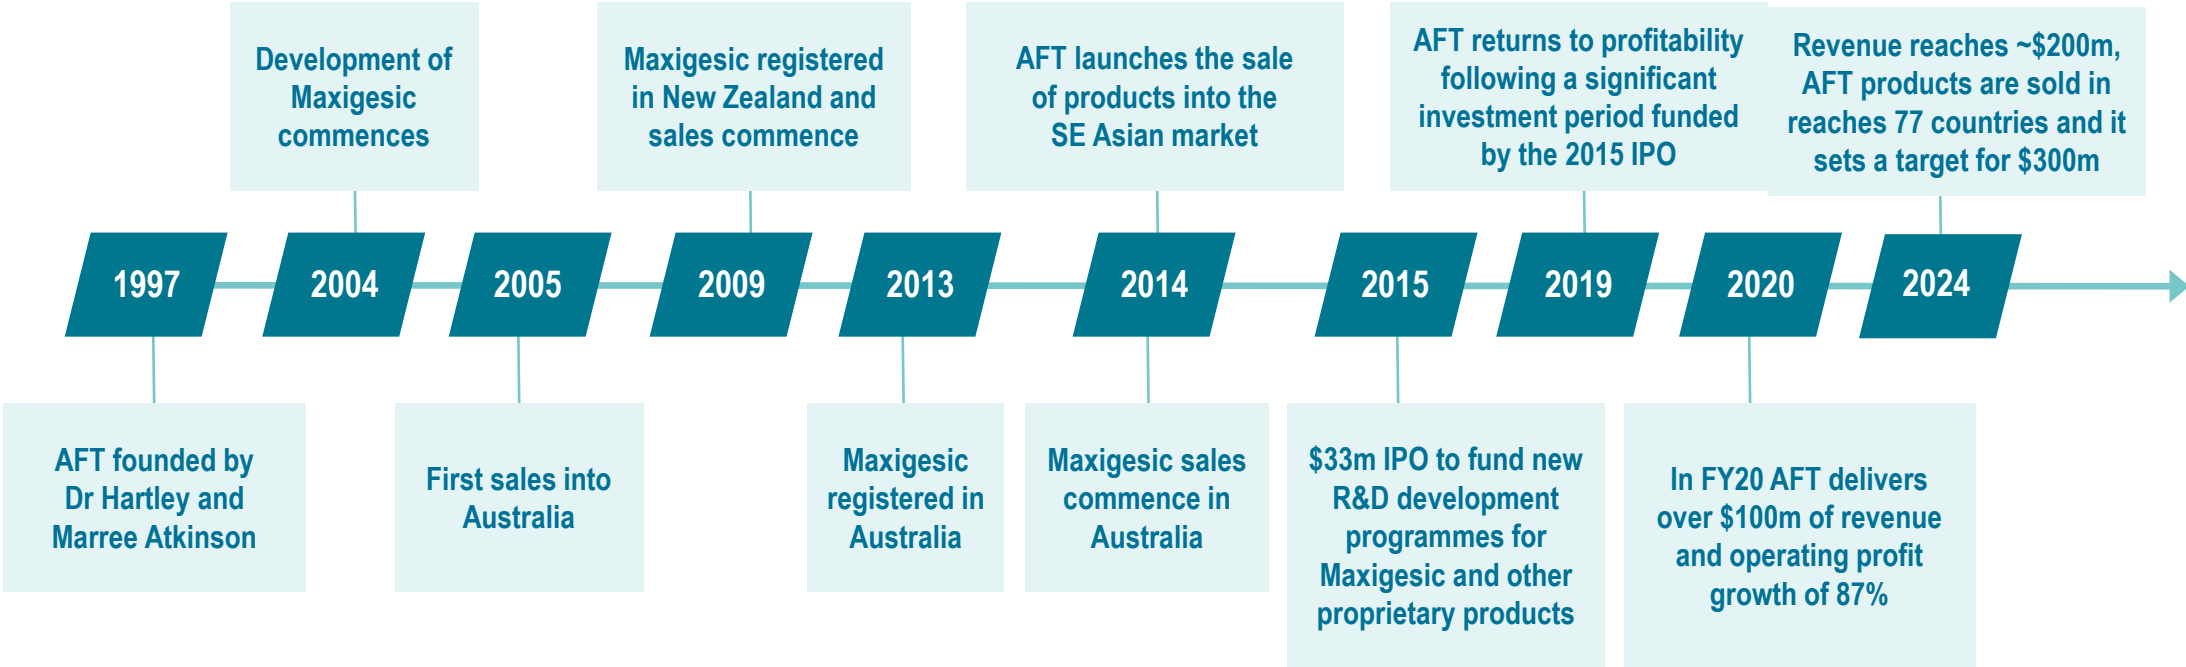 Development of
Maxigesic
commences
Maxigesic registered
in New Zealand and
sales commence
AFT launches the sale
of products into the
SE Asian market
AFT returns to profitability
following a significant
investment period funded
by the 2015 IPO
Revenue reaches ~$200m,
AFT products are sold in
reaches 77 countries and it
sets a target for $300m
1997
2004
2005
2009
2013
2014
2015
2019
2020
2024
AFT founded by
Dr Hartley and
Marree Atkinson
First sales into
Australia
Maxigesic
registered in
Australia
Maxigesic sales
commence in
Australia
$33m IPO to fund new
R&D development
programmes for
Maxigesic and other
proprietary products
In FY20 AFT delivers
over $100m of revenue
and operating profit
growth of 87%